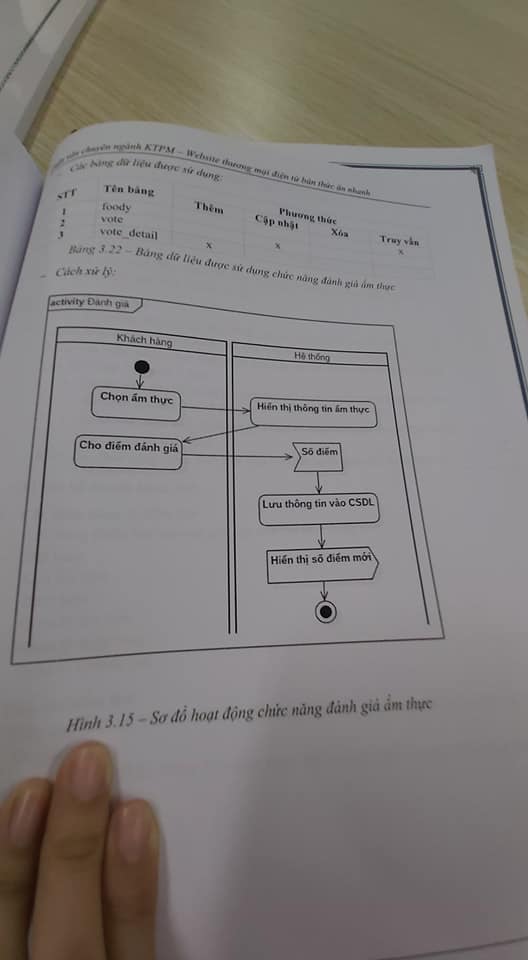 văn chuyên ngành KTPM – Website thương mại điện tử bán thức ăn nhanh
- Các bảng dữ liệu được sử dụng:
STT Tên bảng Phương thức
Thêm Cập nhật Xóa Truy vấn
1 foody x
2 vote
3 vote_detail x x
Bảng 3.22 – Bảng dữ liệu được sử dụng chức năng đánh giá ẩm thực
- Cách xử lý:
activity Đánh giá
Khách hàng
Hệ thống
Chọn ẩm thực
Hiển thị thông tin ẩm thực
Cho điểm đánh giá
Số điểm
Lưu thông tin vào CSDL
Hiển thị số điểm mới
Hình 3.15 – Sơ đồ hoạt động chức năng đánh giá ẩm thực